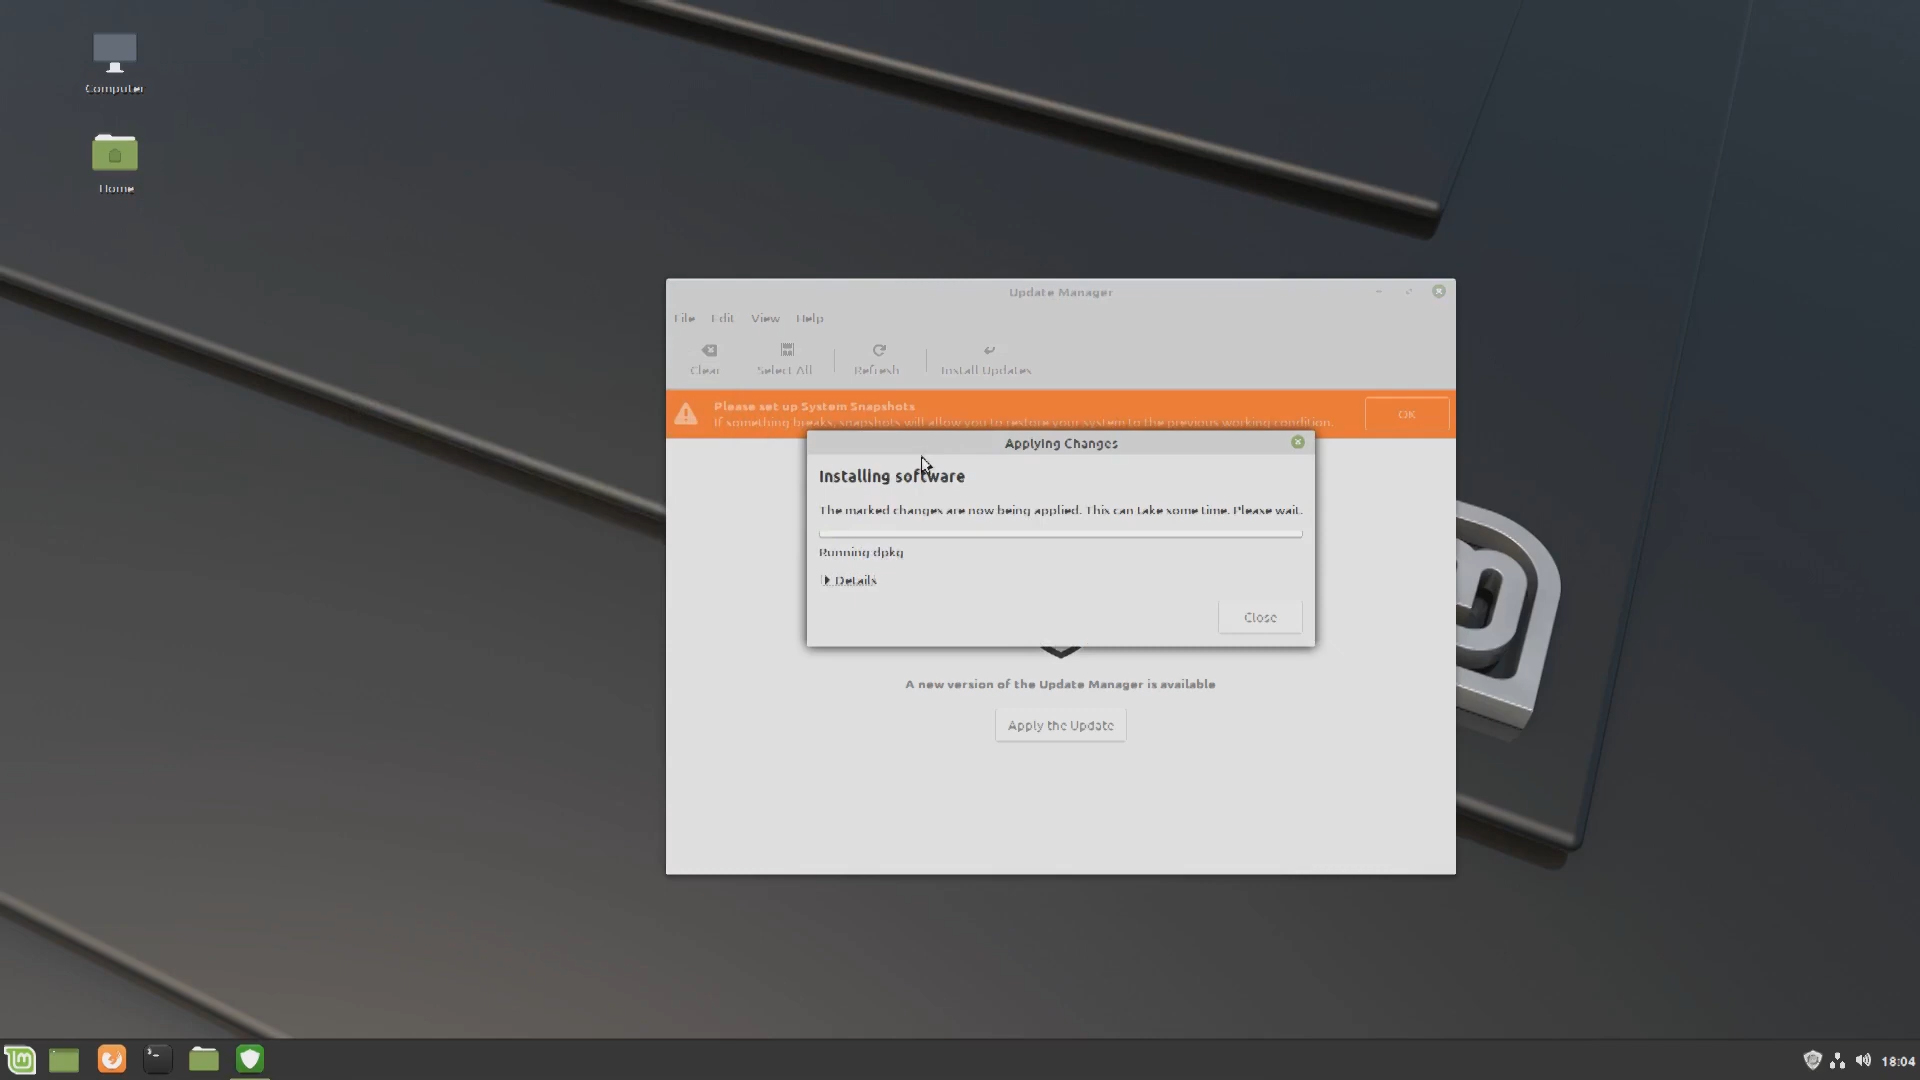 Computer
Home
Update Manager
File Edit View Help
Clear Select All Refresh Install Updates
Please set up System Snapshots
If something breaks, snapshots will allow you to restore your system to the previous working condition.
OK
Applying Changes
Installing software
The marked changes are now being applied. This can take some time. Please wait.
Running dpkg
Details
Close
A new version of the Update Manager is available
Apply the Update
18:04